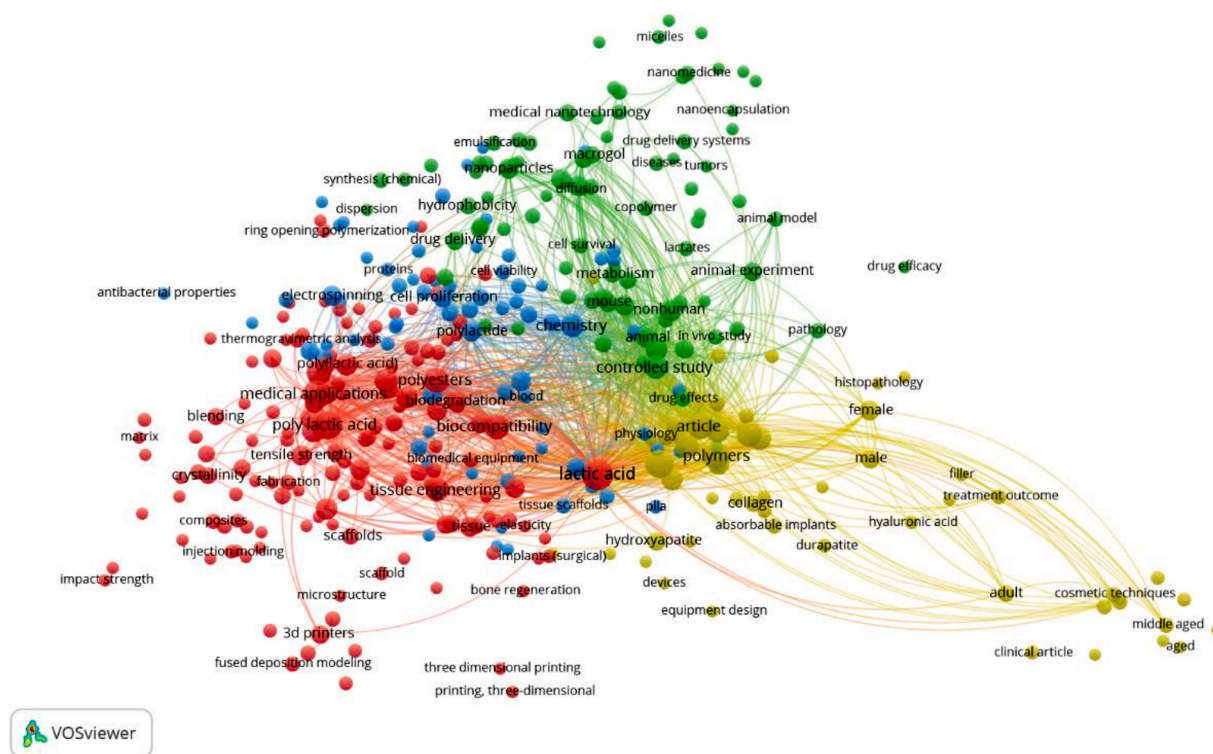 micelles
nanomedicine
medical nanotechnology
nanoencapsulation
emulsification
drug delivery systems
macrogol
nanoparticles
diseases
tumors
synthesis (chemical)
diffusion
hydrophobicity
dispersion
copolymer
animal model
ring opening polymerization
drug delivery
cell survival
lactates
proteins
cell viability
metabolism
animal experiment
drug efficacy
antibacterial properties
electrospinning
cell proliferation
mouse
nonhuman
polylactide
chemistry
pathology
thermogravimetric analysis
animal
in vivo study
poly(lactic acid)
controlled study
polyesters
histopathology
medical applications
biodegradation
blood
drug effects
blending
female
poly lactic acid
biocompatibility
article
matrix
physiology
tensile strength
biomedical equipment
polymers
male
crystallinity
lactic acid
filler
fabrication
tissue engineering
treatment outcome
tissue scaffolds
plla
collagen
composites
tissue
elasticity
absorbable implants
hyaluronic acid
scaffolds
hydroxyapatite
durapatite
injection molding
implants (surgical)
impact strength
scaffold
devices
microstructure
bone regeneration
adult
cosmetic techniques
equipment design
3d printers
middle aged
aged
fused deposition modeling
clinical article
three dimensional printing
printing, three-dimensional
VOSviewer